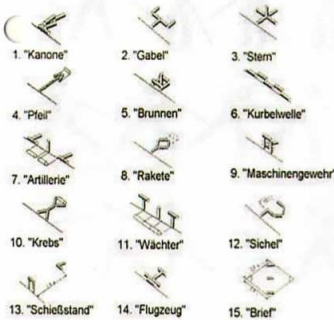 1. "Kanone" 2. "Gabel" 3. "Stern"
4. "Pfeil" 5. "Brunnen" 6. "Kurbelwelle"
7. "Artillerie" 8. "Rakete" 9. "Maschinengewehr"
10. "Krebs" 11. "Wächter" 12. "Sichel"
13. "Schießstand" 14. "Flugzeug" 15. "Brief"